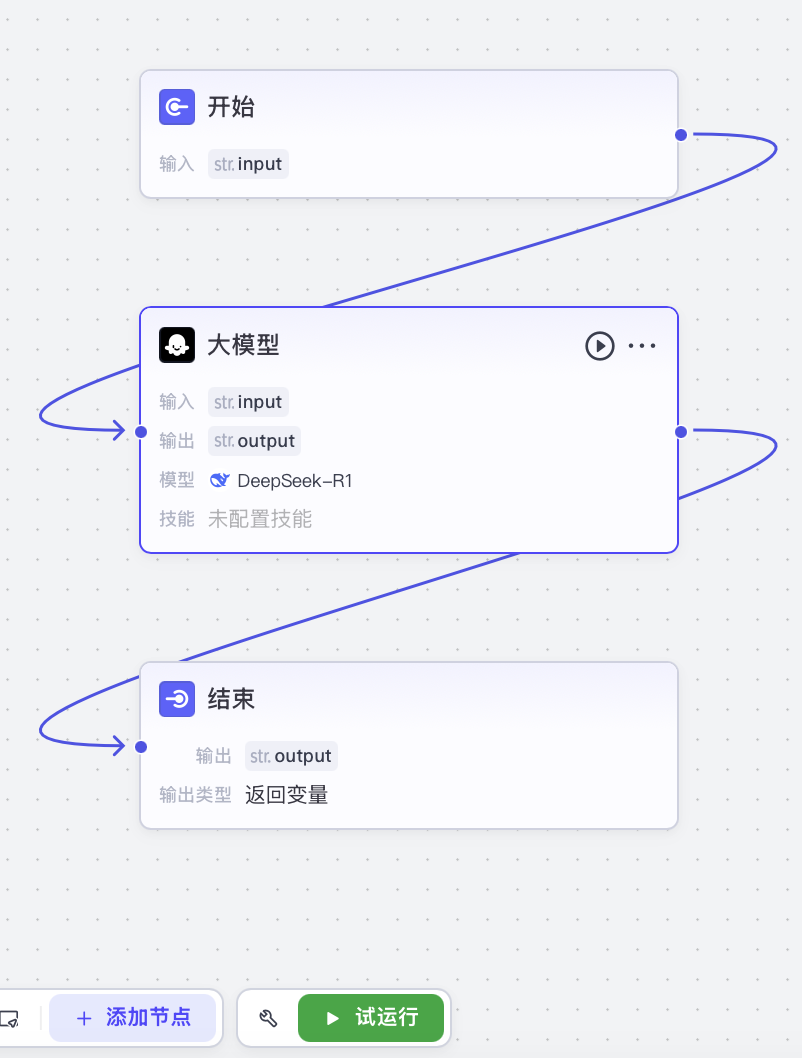 开始
输入 str. input
大模型
输入 str. input
输出 str. output
模型 DeepSeek-R1
技能 未配置技能
结束
输出 str. output
输出类型 返回变量
+ 添加节点 试运行